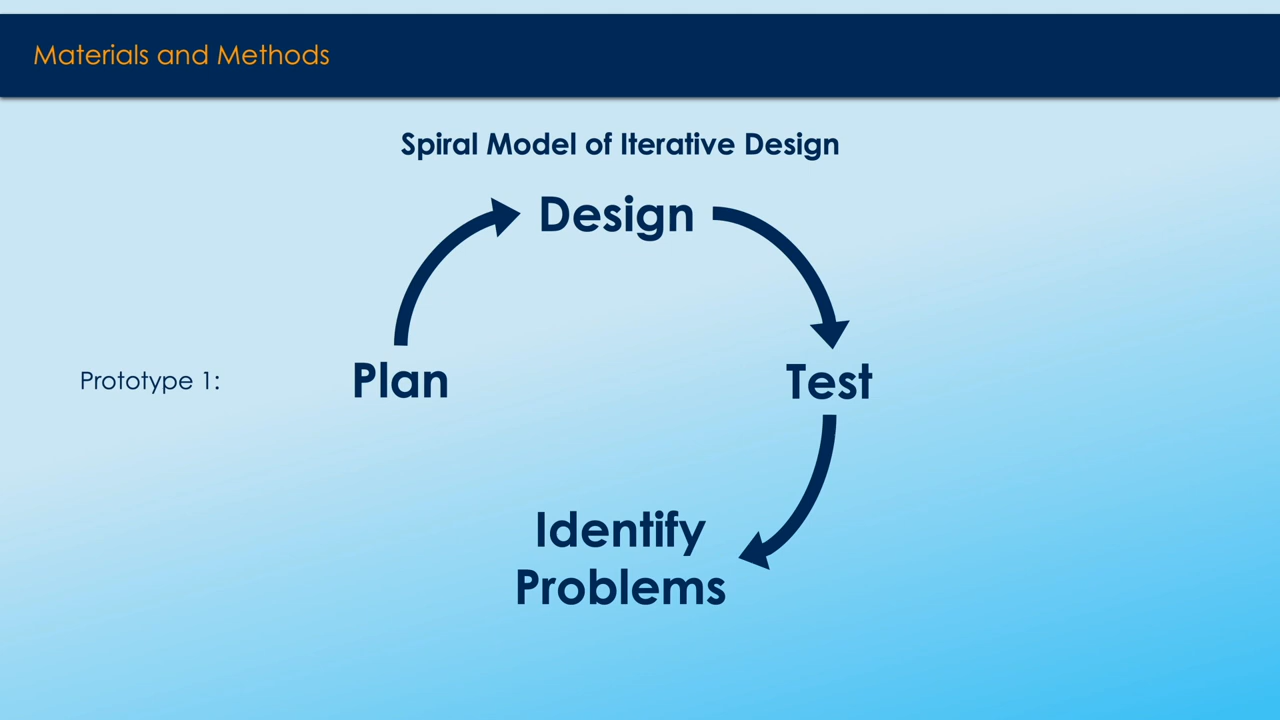 Materials and Methods
Spiral Model of Iterative Design
Design
Prototype 1:
Plan
Test
Identify
Problems